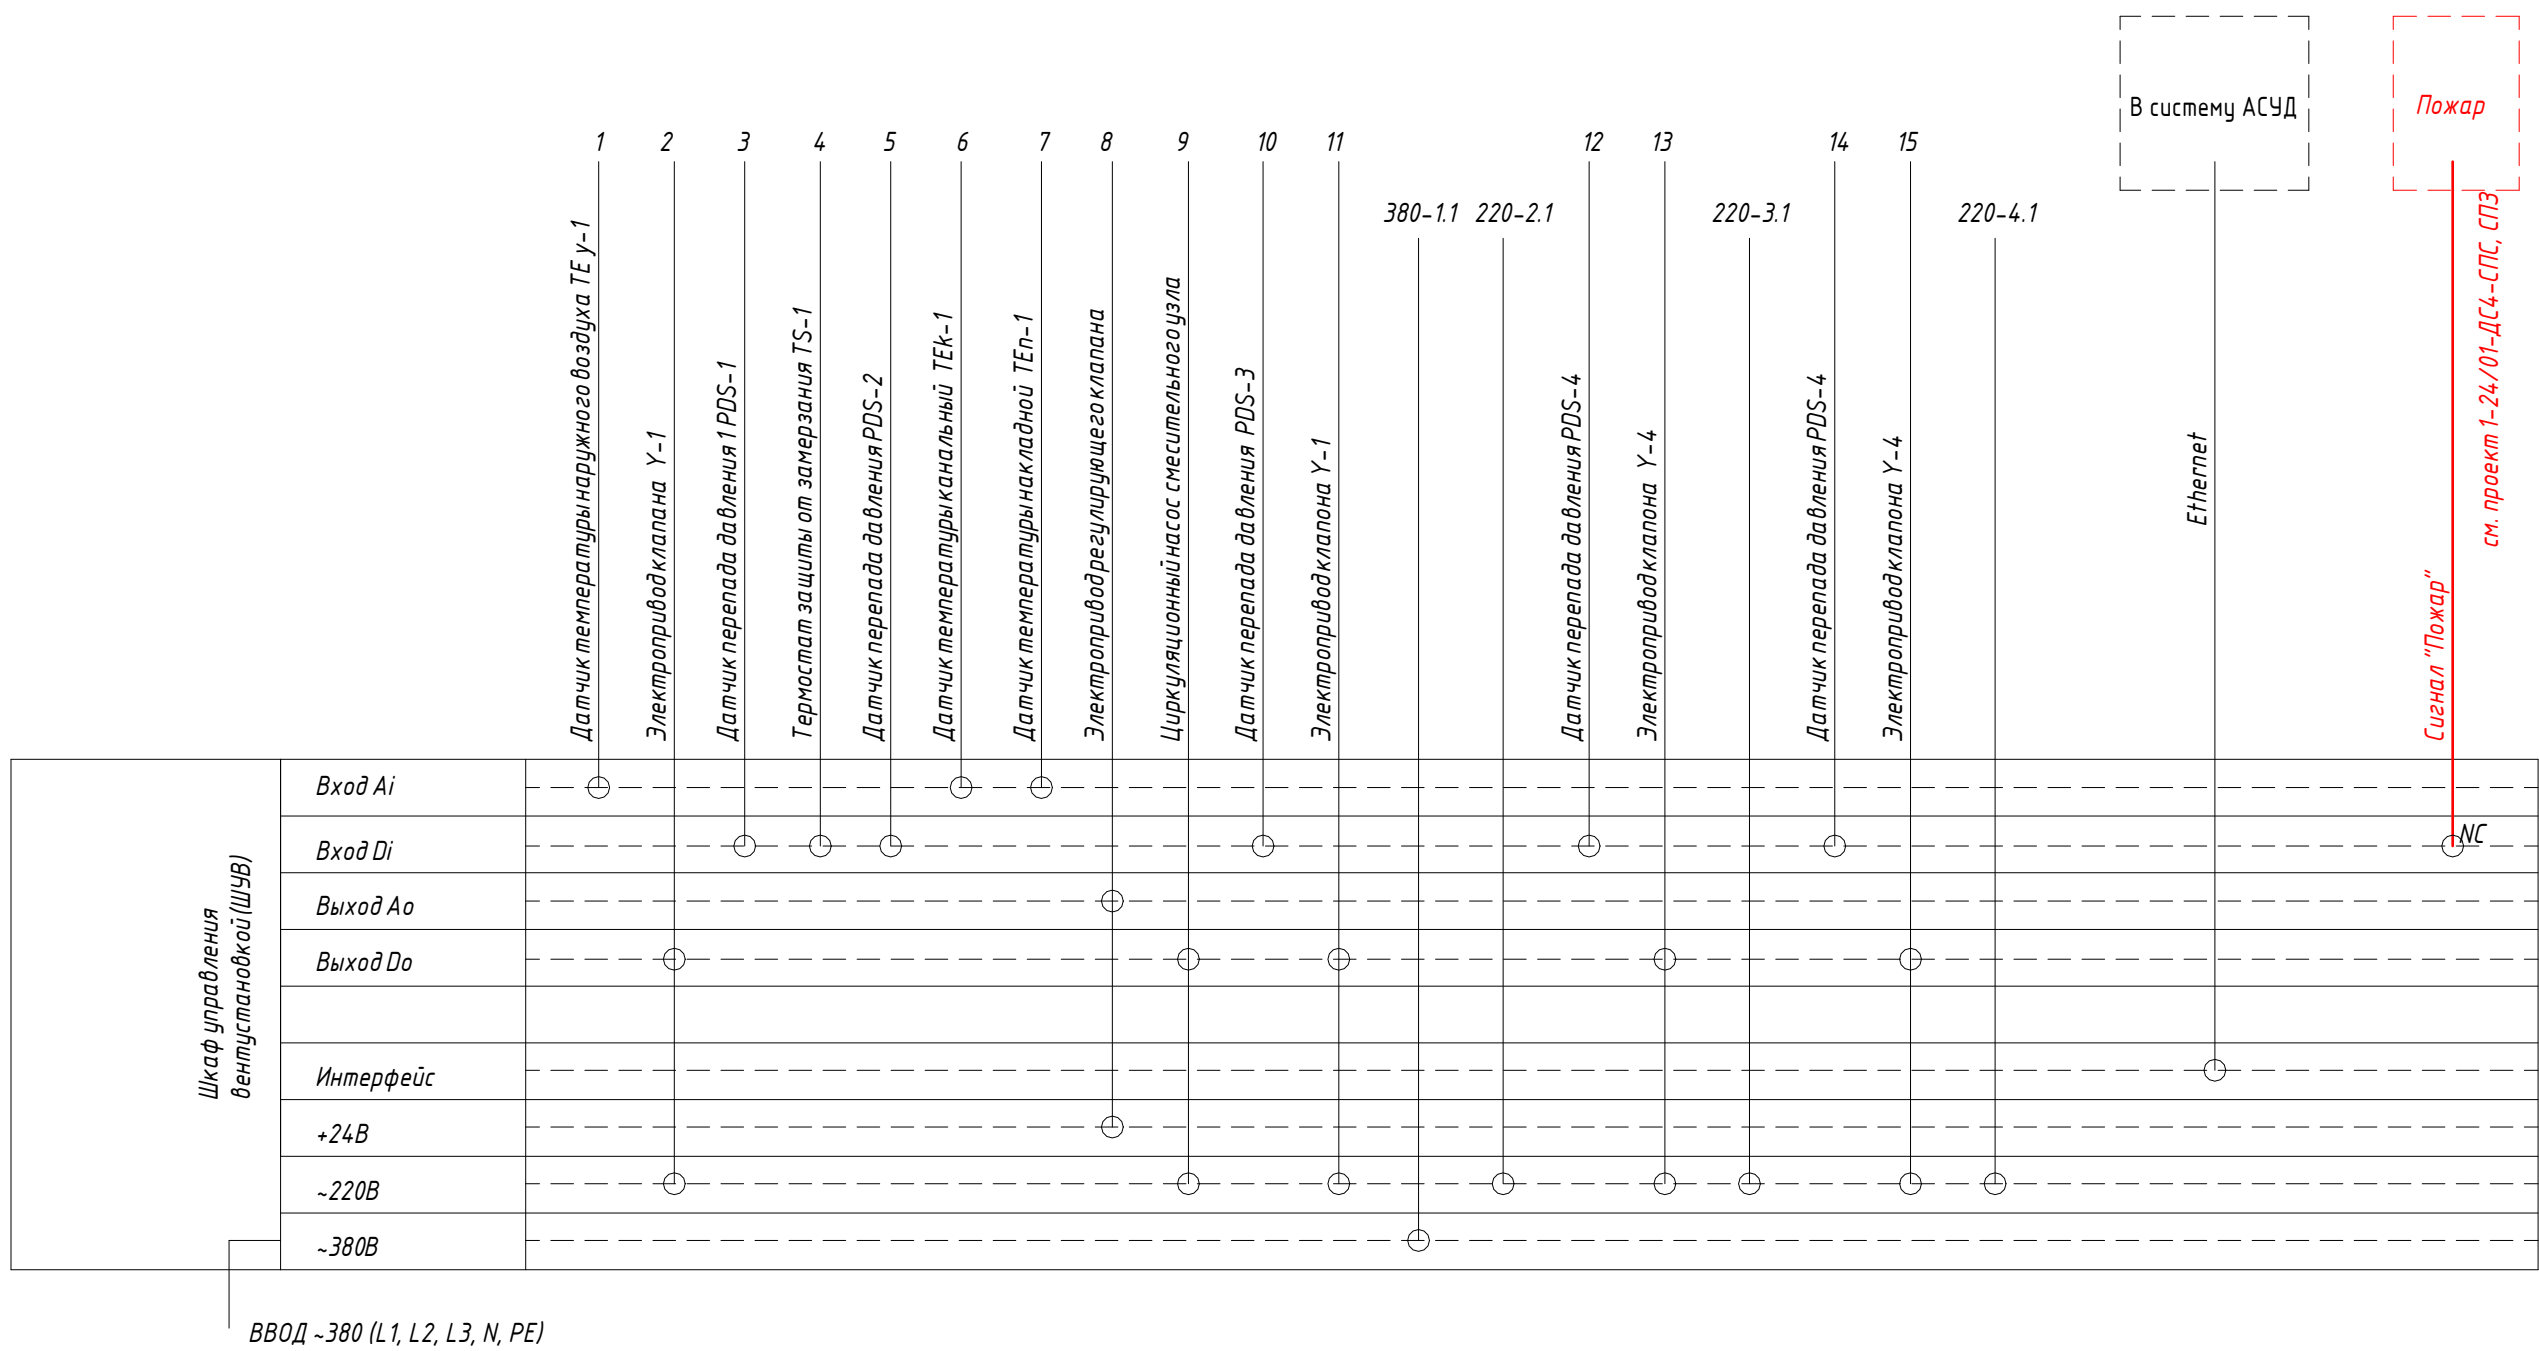 В систему АСУД
Пожар
1
2
3
4
5
6
7
8
9
10
11
12
13
14
15
380-1.1
220-2.1
220-3.1
220-4.1
Датчик температуры наружного воздуха TE у-1
Электропривод клапана Y-1
Датчик перепада давления 1 PDS-1
Термостат защиты от замерзания TS-1
Датчик перепада давления PDS-2
Датчик температуры канальный TEк-1
Датчик температуры накладной TEп-1
Электропривод регулирующего клапана
Циркуляционный насос смесительного узла
Датчик перепада давления PDS-3
Электропривод клапона Y-1
Датчик перепада давления PDS-4
Электропривод клапона Y-4
Датчик перепада давления PDS-4
Электропривод клапона Y-4
Ethernet
Сигнал "Пожар"
см. проект 1-24/01-ДС4-СПС, СПЗ
Шкаф управления
вентустановкой (ШУВ)
Вход Ai
Вход Di
NC
Выход Ao
Выход Do
Интерфейс
+24В
~220В
~380В
ВВОД ~380 (L1, L2, L3, N, PE)